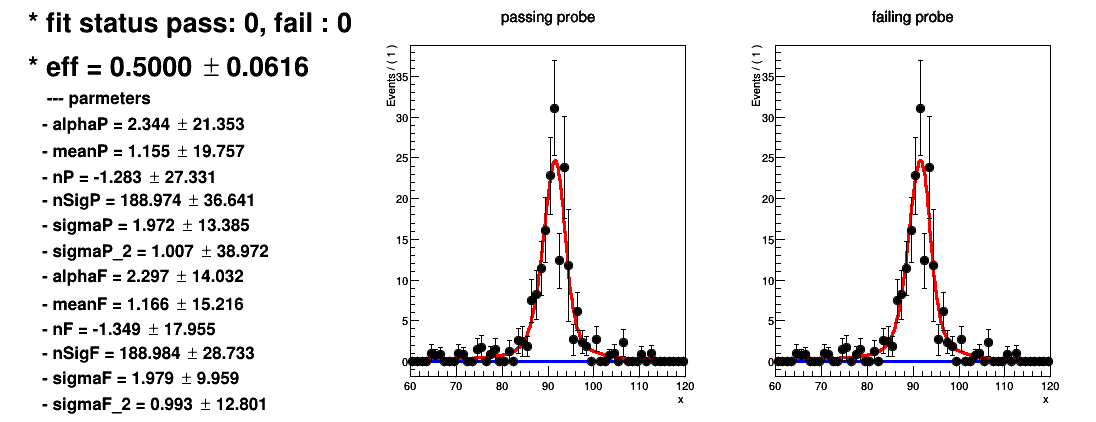 * fit status pass: 0, fail : 0
* eff = 0.5000 ± 0.0616
--- parmeters
- alphaP = 2.344 ± 21.353
- meanP = 1.155 ± 19.757
- nP = -1.283 ± 27.331
- nSigP = 188.974 ± 36.641
- sigmaP = 1.972 ± 13.385
- sigmaP_2 = 1.007 ± 38.972
- alphaF = 2.297 ± 14.032
- meanF = 1.166 ± 15.216
- nF = -1.349 ± 17.955
- nSigF = 188.984 ± 28.733
- sigmaF = 1.979 ± 9.959
- sigmaF_2 = 0.993 ± 12.801
passing probe
Events / ( 1 )
35
30
25
20
15
10
5
0
60 70 80 90 100 110 120
x
failing probe
Events / ( 1 )
35
30
25
20
15
10
5
0
60 70 80 90 100 110 120
x